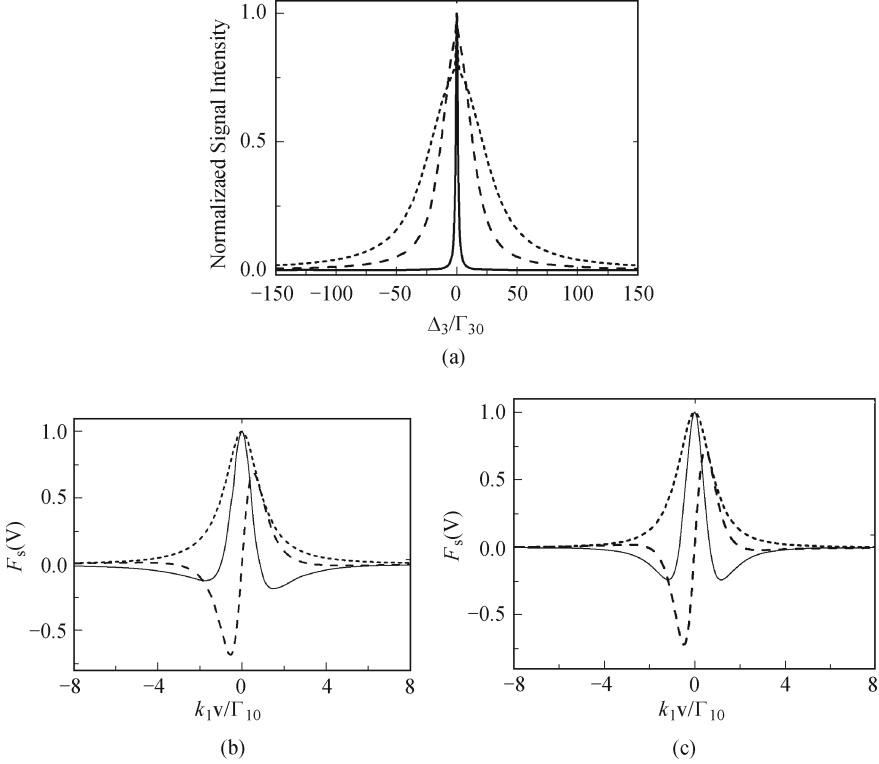 Normalizaed Signal Intensity
1.0
0.5
0.0
−150 −100 −50 0 50 100 150
Δ₃/Γ₃₀
(a)
Fₛ(V)
1.0
0.5
0.0
−0.5
−8 −4 0 4 8
k₁v/Γ₁₀
(b)
Fₛ(V)
1.0
0.5
0.0
−0.5
−8 −4 0 4 8
k₁v/Γ₁₀
(c)